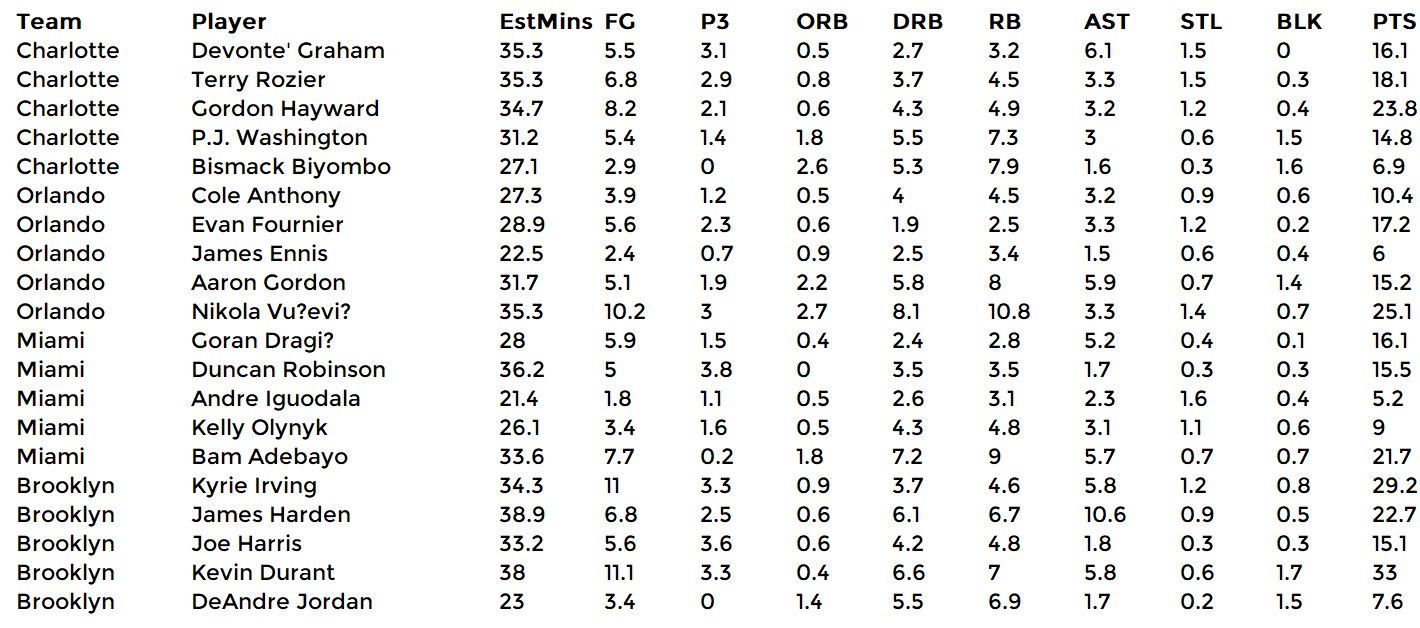 Team Player EstMins FG P3 ORB DRB RB AST STL BLK PTS
Charlotte Devonte' Graham 35.3 5.5 3.1 0.5 2.7 3.2 6.1 1.5 0 16.1
Charlotte Terry Rozier 35.3 6.8 2.9 0.8 3.7 4.5 3.3 1.5 0.3 18.1
Charlotte Gordon Hayward 34.7 8.2 2.1 0.6 4.3 4.9 3.2 1.2 0.4 23.8
Charlotte P.J. Washington 31.2 5.4 1.4 1.8 5.5 7.3 3 0.6 1.5 14.8
Charlotte Bismack Biyombo 27.1 2.9 0 2.6 5.3 7.9 1.6 0.3 1.6 6.9
Orlando Cole Anthony 27.3 3.9 1.2 0.5 4 4.5 3.2 0.9 0.6 10.4
Orlando Evan Fournier 28.9 5.6 2.3 0.6 1.9 2.5 3.3 1.2 0.2 17.2
Orlando James Ennis 22.5 2.4 0.7 0.9 2.5 3.4 1.5 0.6 0.4 6
Orlando Aaron Gordon 31.7 5.1 1.9 2.2 5.8 8 5.9 0.7 1.4 15.2
Orlando Nikola Vu?evi? 35.3 10.2 3 2.7 8.1 10.8 3.3 1.4 0.7 25.1
Miami Goran Dragi? 28 5.9 1.5 0.4 2.4 2.8 5.2 0.4 0.1 16.1
Miami Duncan Robinson 36.2 5 3.8 0 3.5 3.5 1.7 0.3 0.3 15.5
Miami Andre Iguodala 21.4 1.8 1.1 0.5 2.6 3.1 2.3 1.6 0.4 5.2
Miami Kelly Olynyk 26.1 3.4 1.6 0.5 4.3 4.8 3.1 1.1 0.6 9
Miami Bam Adebayo 33.6 7.7 0.2 1.8 7.2 9 5.7 0.7 0.7 21.7
Brooklyn Kyrie Irving 34.3 11 3.3 0.9 3.7 4.6 5.8 1.2 0.8 29.2
Brooklyn James Harden 38.9 6.8 2.5 0.6 6.1 6.7 10.6 0.9 0.5 22.7
Brooklyn Joe Harris 33.2 5.6 3.6 0.6 4.2 4.8 1.8 0.3 0.3 15.1
Brooklyn Kevin Durant 38 11.1 3.3 0.4 6.6 7 5.8 0.6 1.7 33
Brooklyn DeAndre Jordan 23 3.4 0 1.4 5.5 6.9 1.7 0.2 1.5 7.6